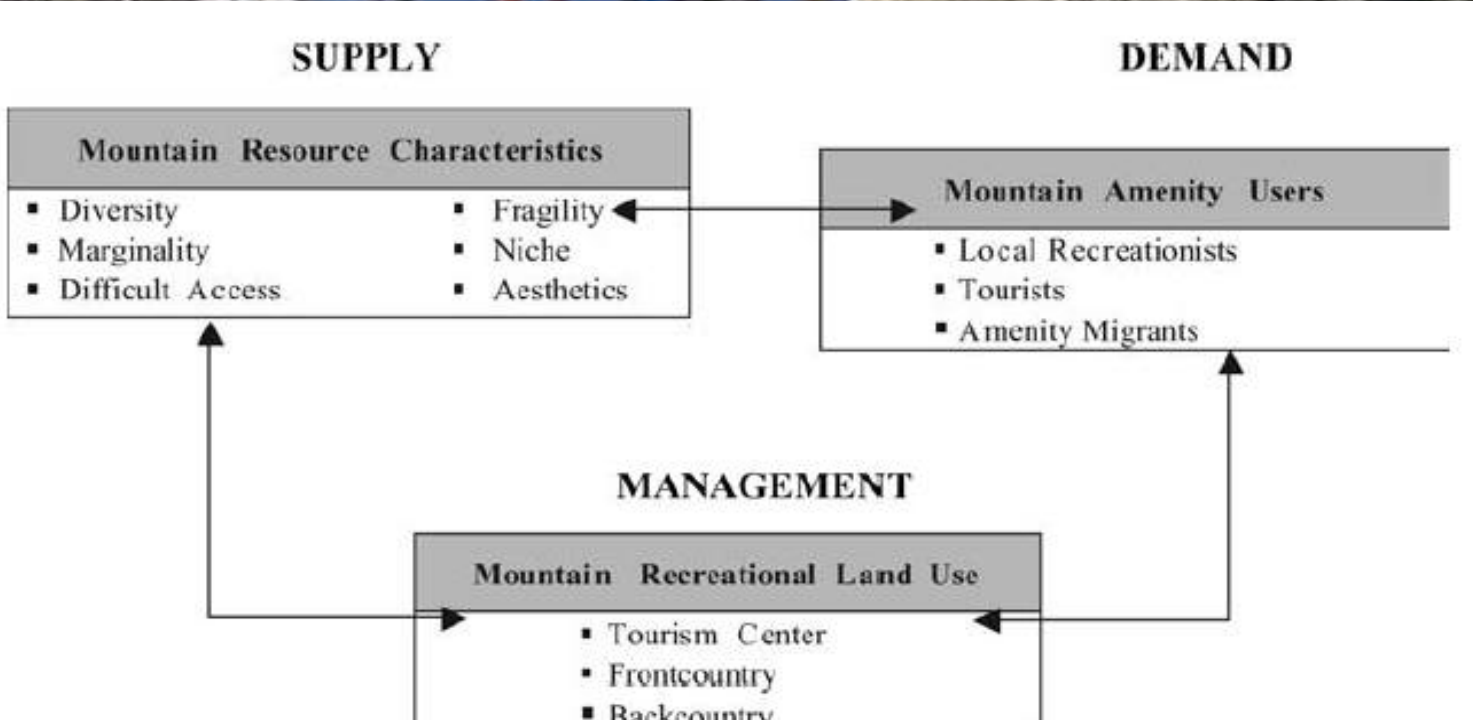 SUPPLY
DEMAND
Mountain Resource Characteristics
▪ Diversity
▪ Marginality
▪ Difficult Access
▪ Fragility
▪ Niche
▪ Aesthetics
Mountain Amenity Users
▪ Local Recreationists
▪ Tourists
▪ Amenity Migrants
MANAGEMENT
Mountain Recreational Land Use
▪ Tourism Center
▪ Frontcountry
▪ Backcountry